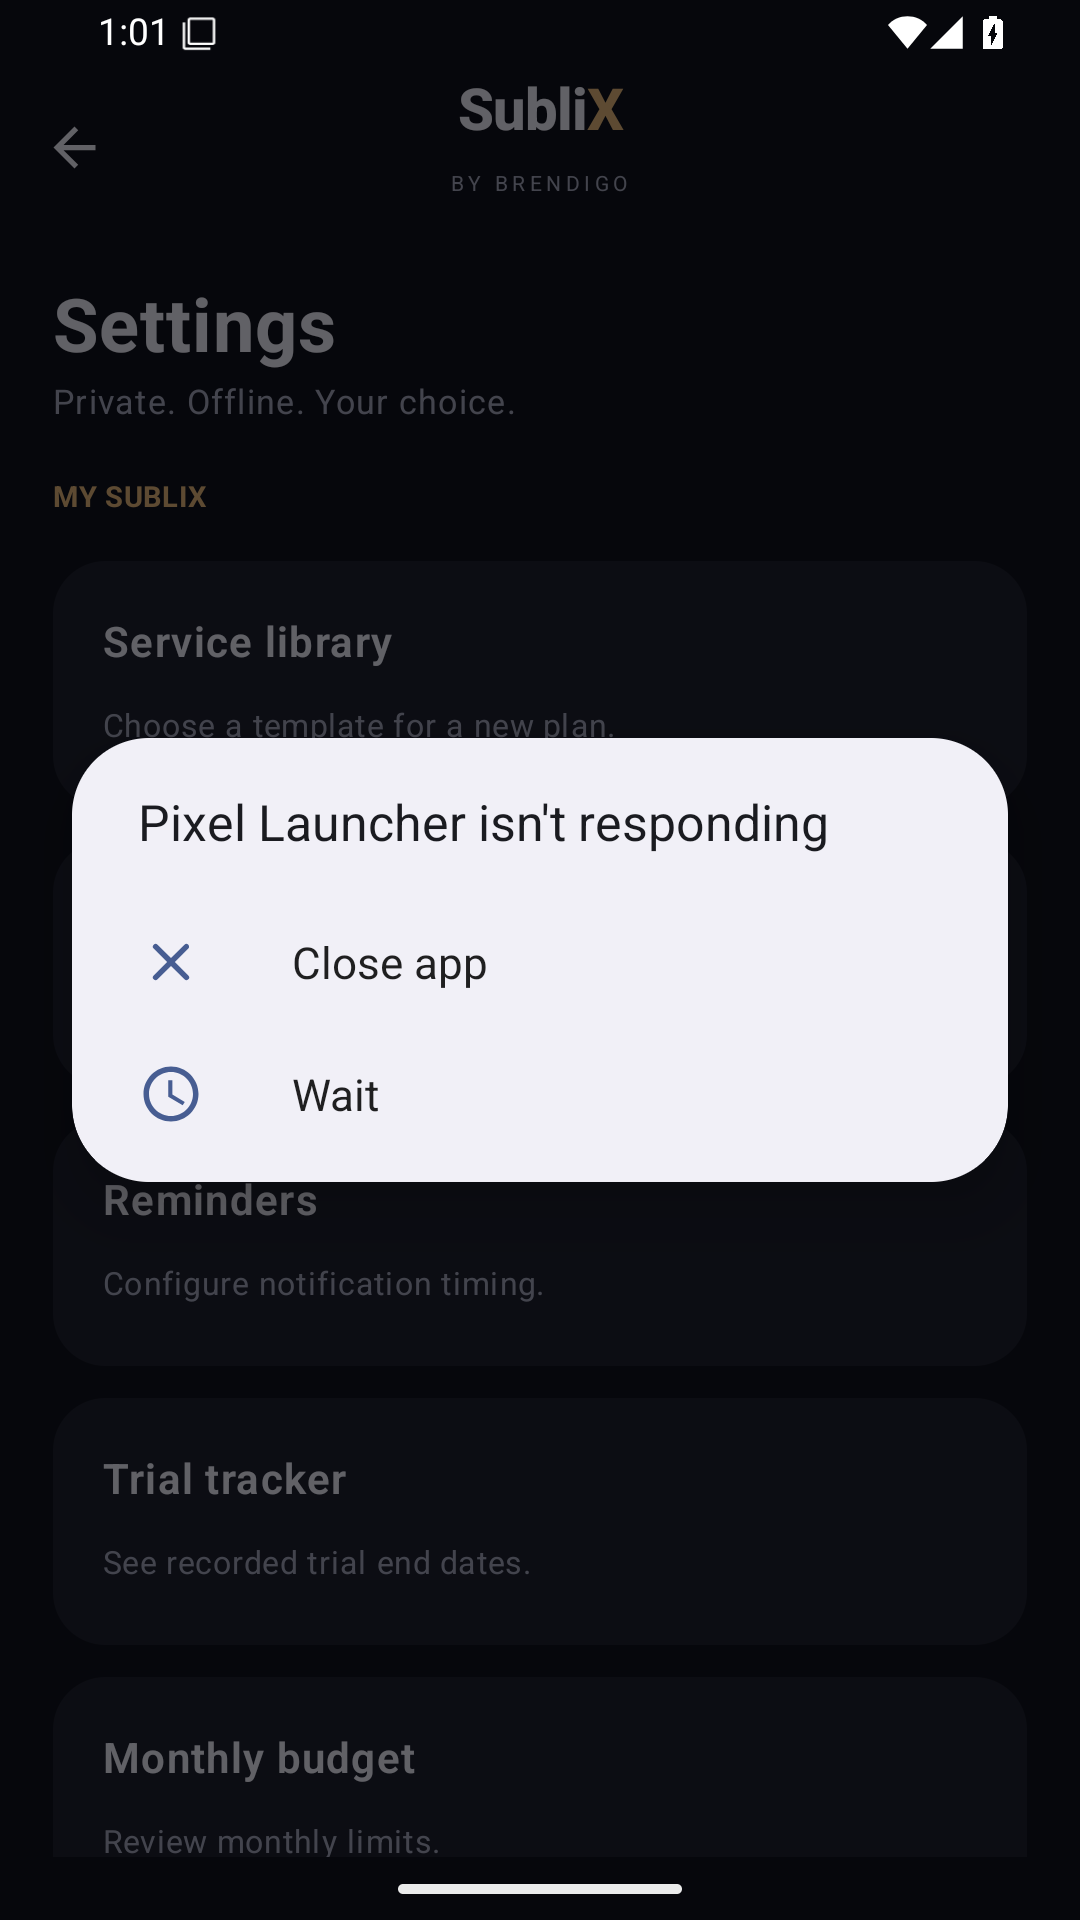 1:01
SubliX
BY BRENDIGO
Settings
Private. Offline. Your choice.
MY SUBLIX
Service library
Choose a template for a new plan.
Pixel Launcher isn't responding
Close app
Wait
Reminders
Configure notification timing.
Trial tracker
See recorded trial end dates.
Monthly budget
Review monthly limits.